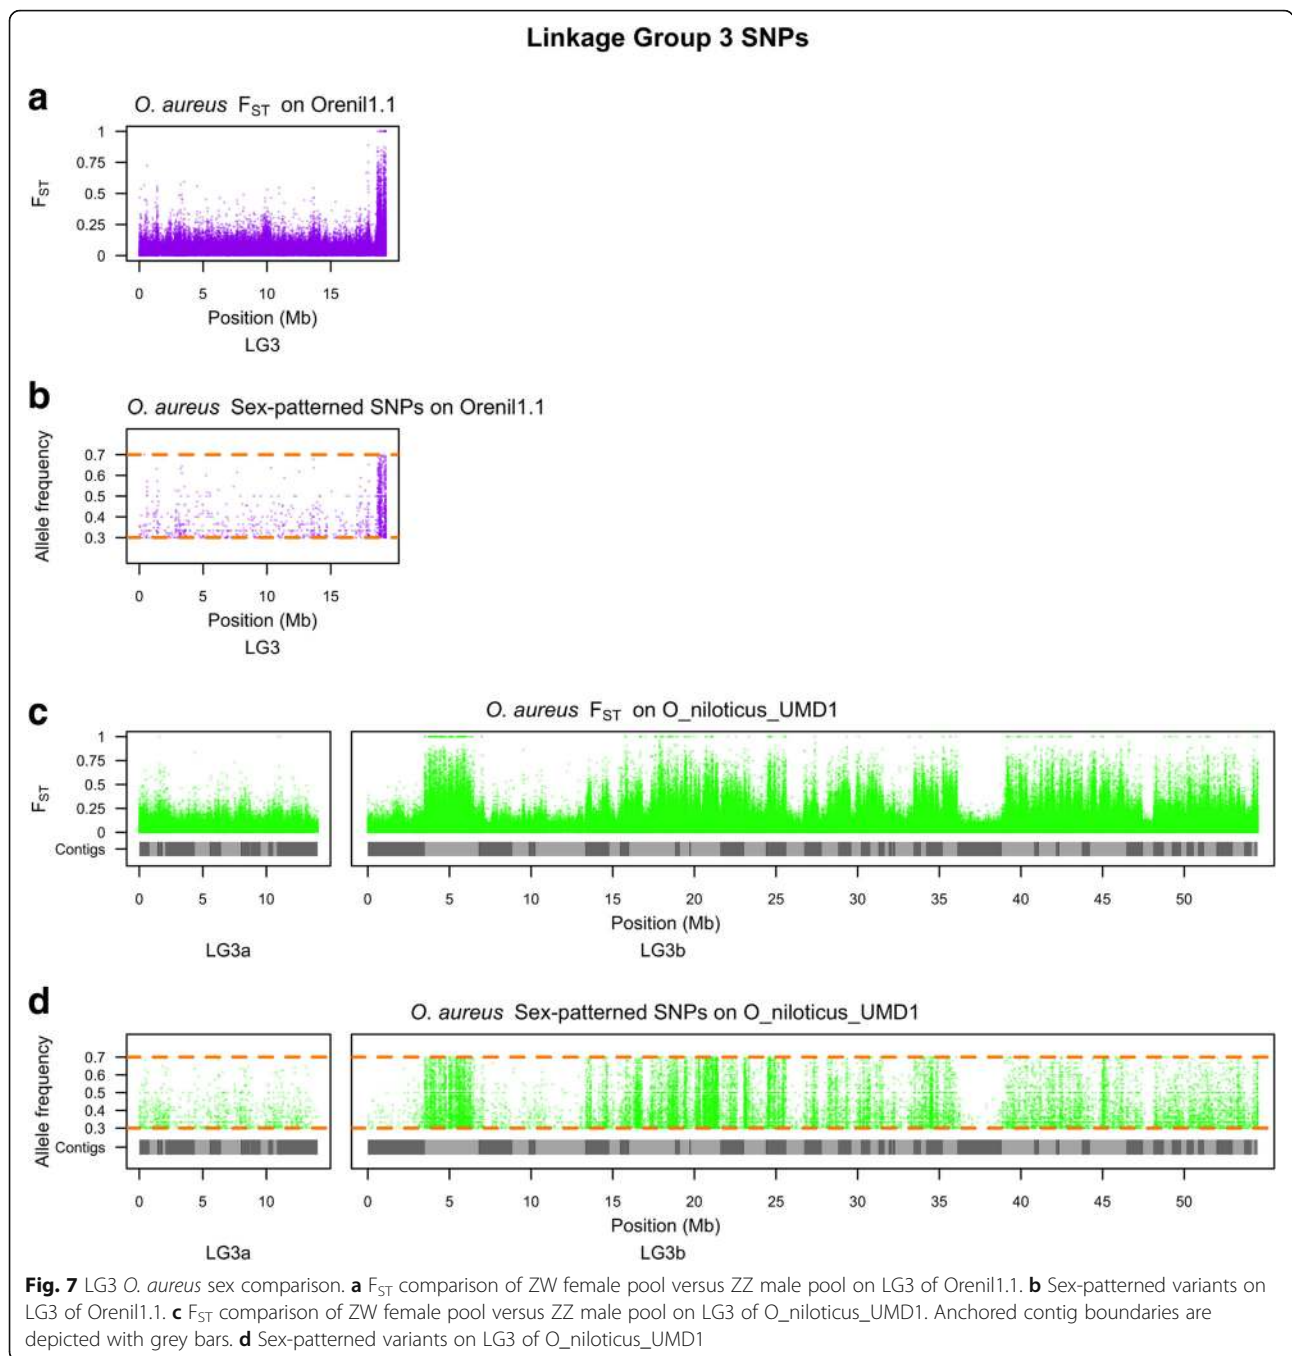 Linkage Group 3 SNPs
a
O. aureus FST on Orenil1.1
1
0.75
0.5
0.25
0
FST
0 5 10 15
Position (Mb)
LG3
b
O. aureus Sex-patterned SNPs on Orenil1.1
0.7
0.6
0.5
0.4
0.3
Allele frequency
0 5 10 15
Position (Mb)
LG3
c
O. aureus FST on O_niloticus_UMD1
1
0.75
0.5
0.25
0
FST
Contigs
0 5 10 0 5 10 15 20 25 30 35 40 45 50
Position (Mb)
LG3a LG3b
d
O. aureus Sex-patterned SNPs on O_niloticus_UMD1
0.7
0.6
0.5
0.4
0.3
Allele frequency
Contigs
0 5 10 0 5 10 15 20 25 30 35 40 45 50
Position (Mb)
LG3a LG3b
Fig. 7 LG3 O. aureus sex comparison. a FST comparison of ZW female pool versus ZZ male pool on LG3 of Orenil1.1. b Sex-patterned variants on
LG3 of Orenil1.1. c FST comparison of ZW female pool versus ZZ male pool on LG3 of O_niloticus_UMD1. Anchored contig boundaries are
depicted with grey bars. d Sex-patterned variants on LG3 of O_niloticus_UMD1